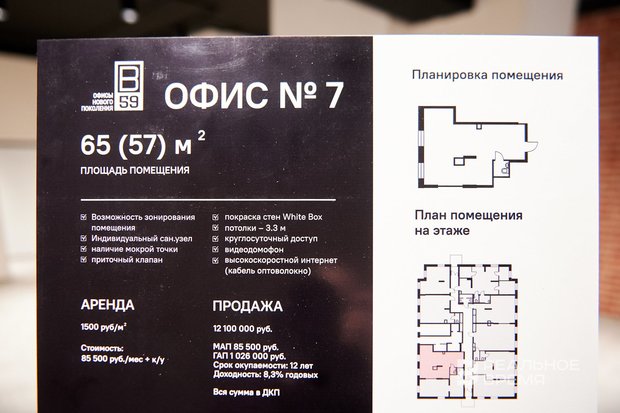 В
59
ОФИСЫ
НОВОГО
ПОКОЛЕНИЯ
ОФИС № 7
65 (57) м²
ПЛОЩАДЬ ПОМЕЩЕНИЯ
Возможность зонирования
помещения
Индивидуальный сан.узел
наличие мокрой точки
приточный клапан
покраска стен White Box
потолки – 3.3 м
круглосуточный доступ
видеодомофон
высокоскоростной интернет
(кабель оптоволокно)
АРЕНДА
1500 руб/м²
Стоимость:
85 500 руб./мес + к/у
ПРОДАЖА
12 100 000 руб.
МАП 85 500 руб.
ГАП 1 026 000 руб.
Срок окупаемости: 12 лет
Доходность: 8,3% годовых
Вся сумма в ДКП
Планировка помещения
План помещения
на этаже
РЕАЛЬНОЕ
ВРЕМЯ